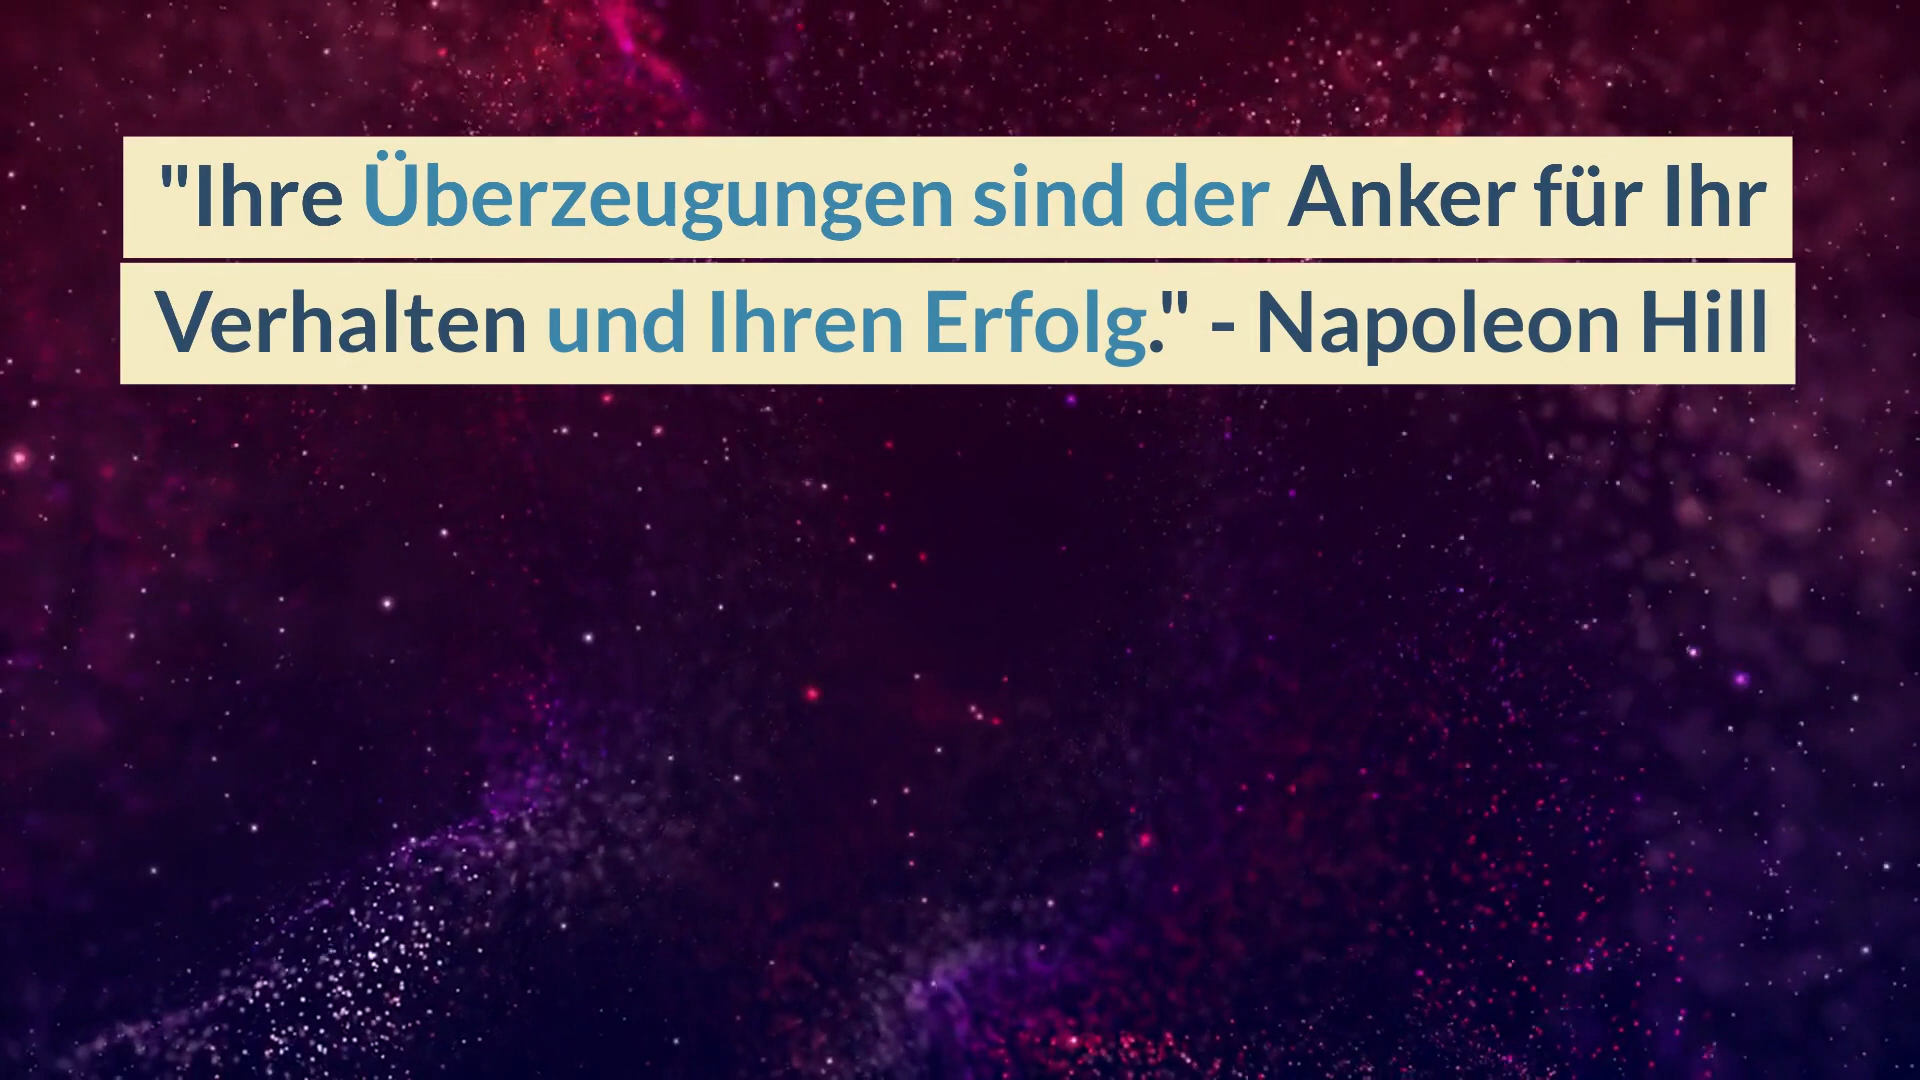 "Ihre Überzeugungen sind der Anker für Ihr
Verhalten und Ihren Erfolg." - Napoleon Hill